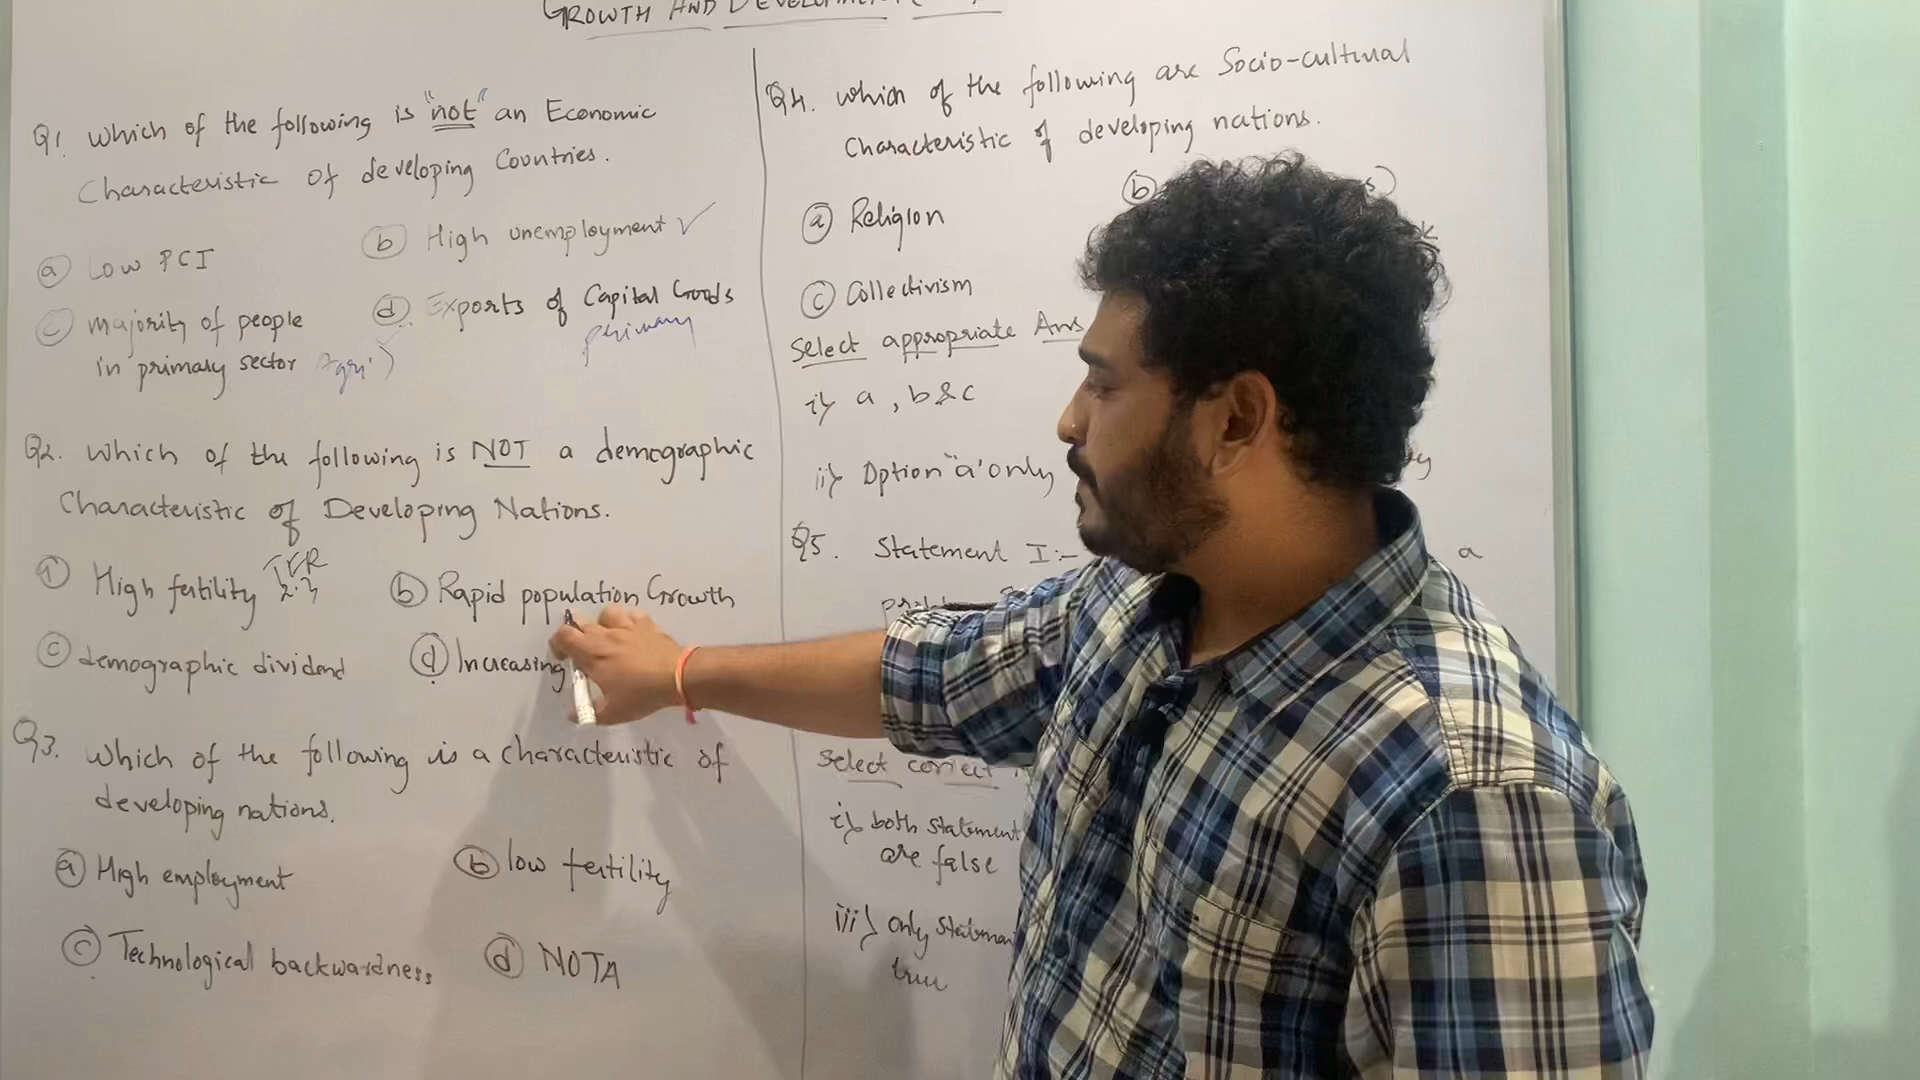 GROWTH AND DEVELOPMENT
Q1. Which of the following is "not" an Economic
Characteristic of developing Countries.
a Low PCI
b High unemployment ✓
c majority of people
in primary sector Agri
d Exports of Capital Goods
primary
Q2. Which of the following is NOT a demographic
Characteristic of Developing Nations.
a High fertility TFR
2.3
b Rapid population Growth
c demographic dividend
d Increasing
Q3. Which of the following is a characteristic of
developing nations.
a High employment
b low fertility
c Technological backwardness
d NOTA
Q4. Which of the following are Socio-cultural
Characteristic of developing nations.
a Religion
b
c Collectivism
Select appropriate Ans
i) a, b & c
ii) Option "a" only
Q5. Statement I :- a
Select correct
i) both statement
are false
iii) only statemen
true